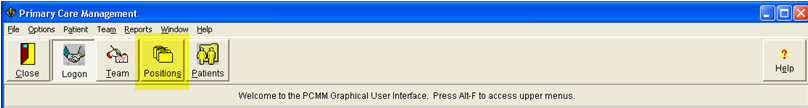 Primary Care Management
File Options Patient Team Reports Window Help
Close Logon Team Positions Patients Help
Welcome to the PCMM Graphical User Interface. Press Alt-F to access upper menus.